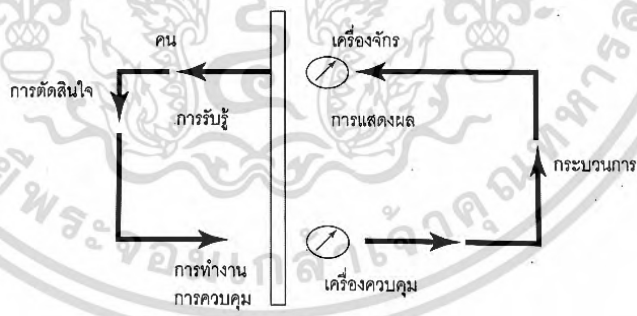 คน
เครื่องจักร
การตัดสินใจ
การรับรู้
การแสดงผล
กระบวนการ
การทำงาน
การควบคุม
เครื่องควบคุม